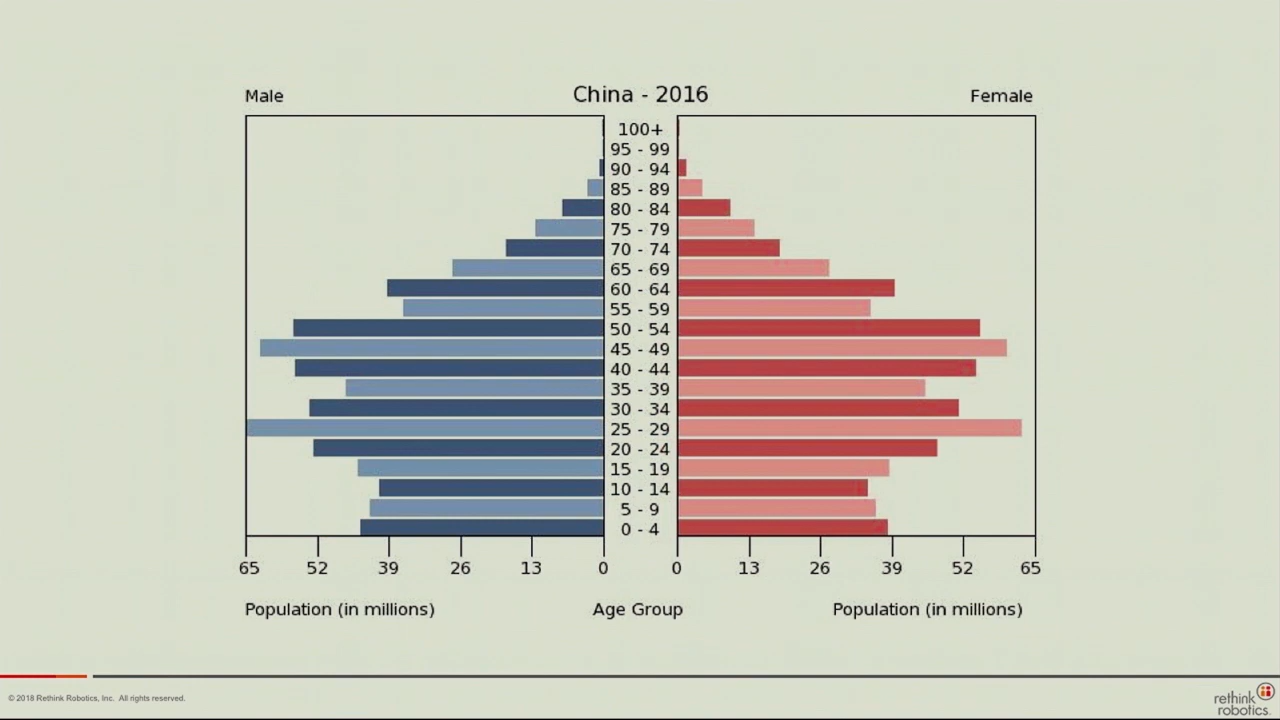 Male
China - 2016
Female
100+
95 - 99
90 - 94
85 - 89
80 - 84
75 - 79
70 - 74
65 - 69
60 - 64
55 - 59
50 - 54
45 - 49
40 - 44
35 - 39
30 - 34
25 - 29
20 - 24
15 - 19
10 - 14
5 - 9
0 - 4
65 52 39 26 13 0 0 13 26 39 52 65
Population (in millions)
Age Group
Population (in millions)
© 2018 Rethink Robotics, Inc. All rights reserved.
rethink
robotics